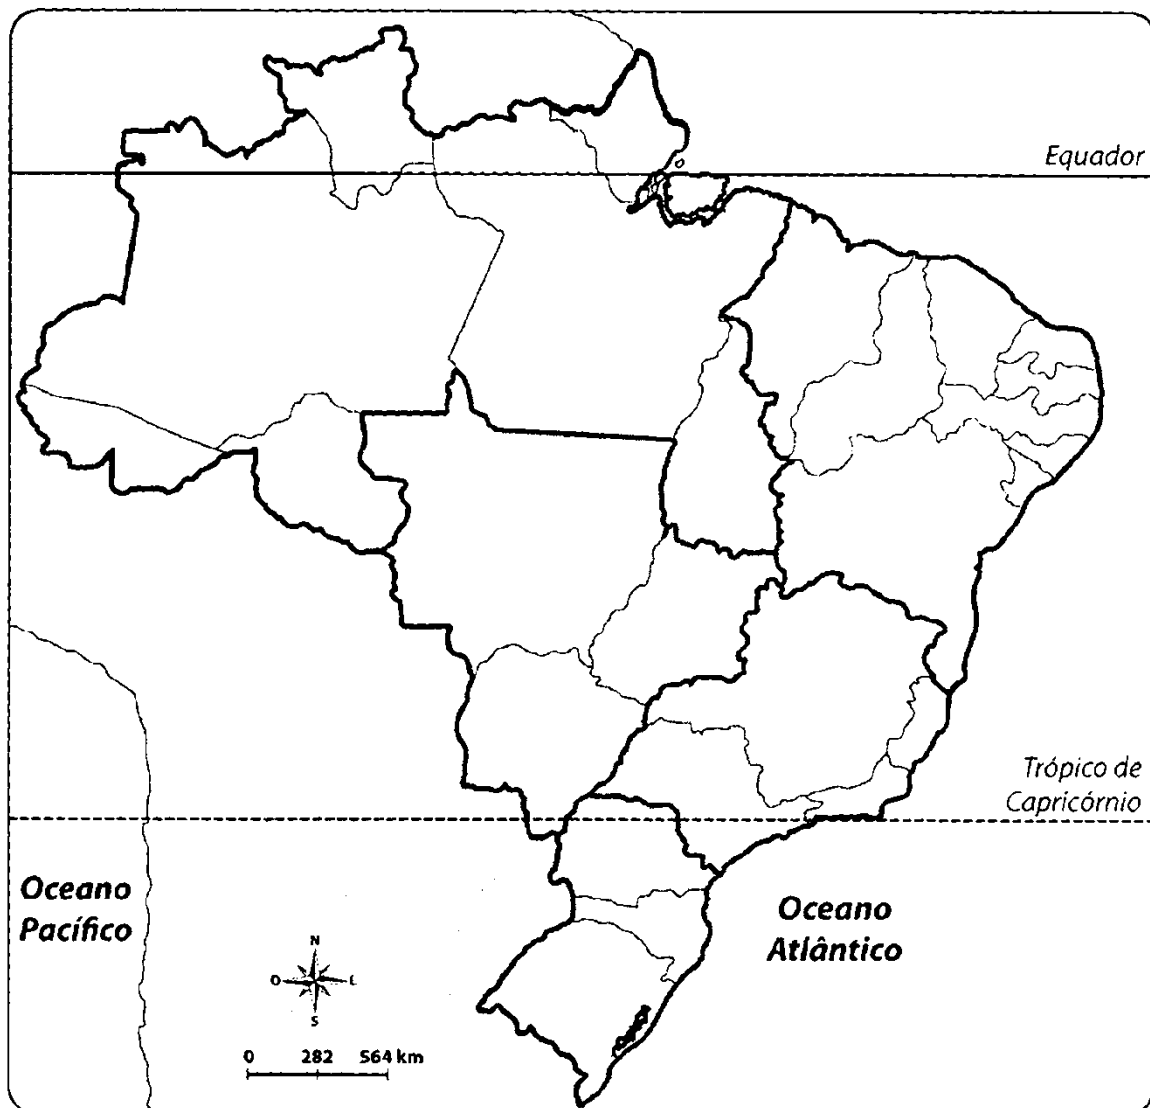 Equador
Trópico de
Capricórnio
Oceano
Pacífico
Oceano
Atlântico
N
O
L
S
0 282 564 km